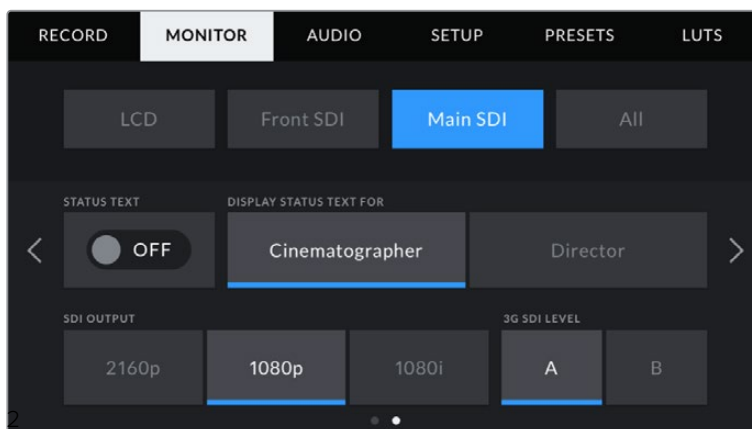 RECORD MONITOR AUDIO SETUP PRESETS LUTS
LCD Front SDI Main SDI All
STATUS TEXT DISPLAY STATUS TEXT FOR
OFF Cinematographer Director
SDI OUTPUT 3G SDI LEVEL
2160p 1080p 1080i A B
2